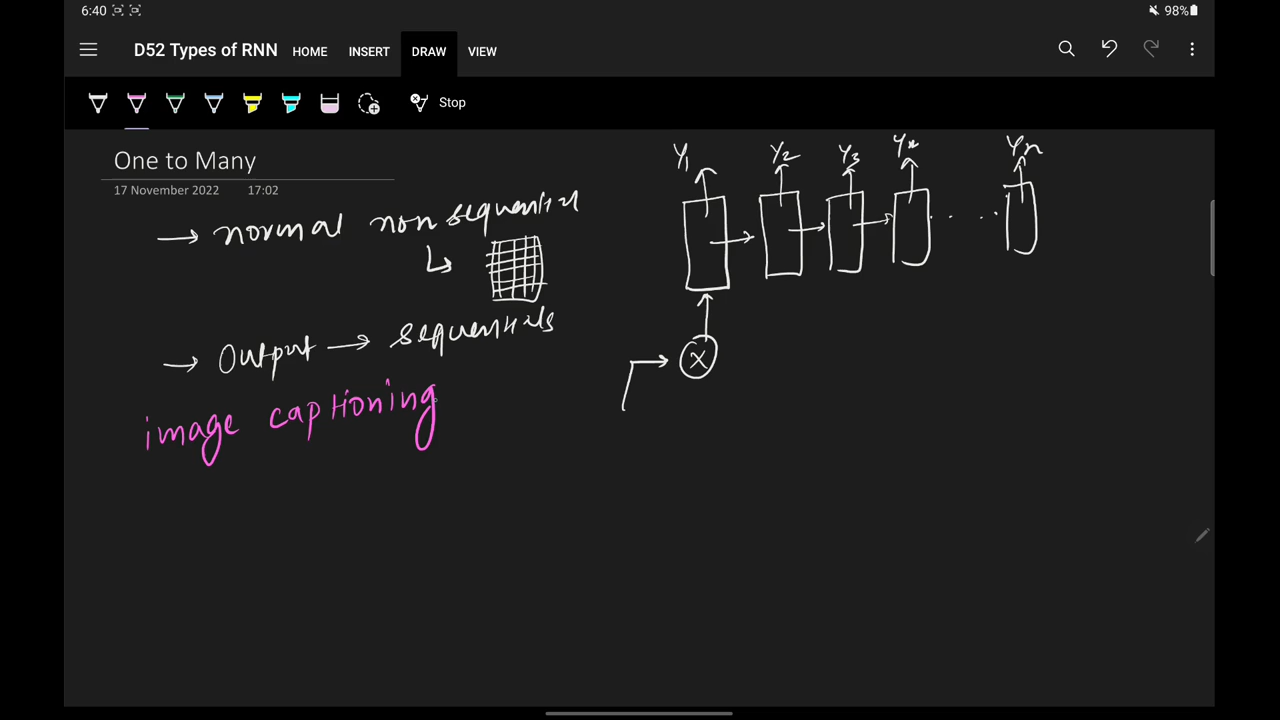 6:40 98%
D52 Types of RNN HOME INSERT DRAW VIEW
Stop
One to Many
17 November 2022 17:02
→ normal non sequential
→ Output → sequentials
image captioning
Y1 Y2 Y3 Y4 Yn
X